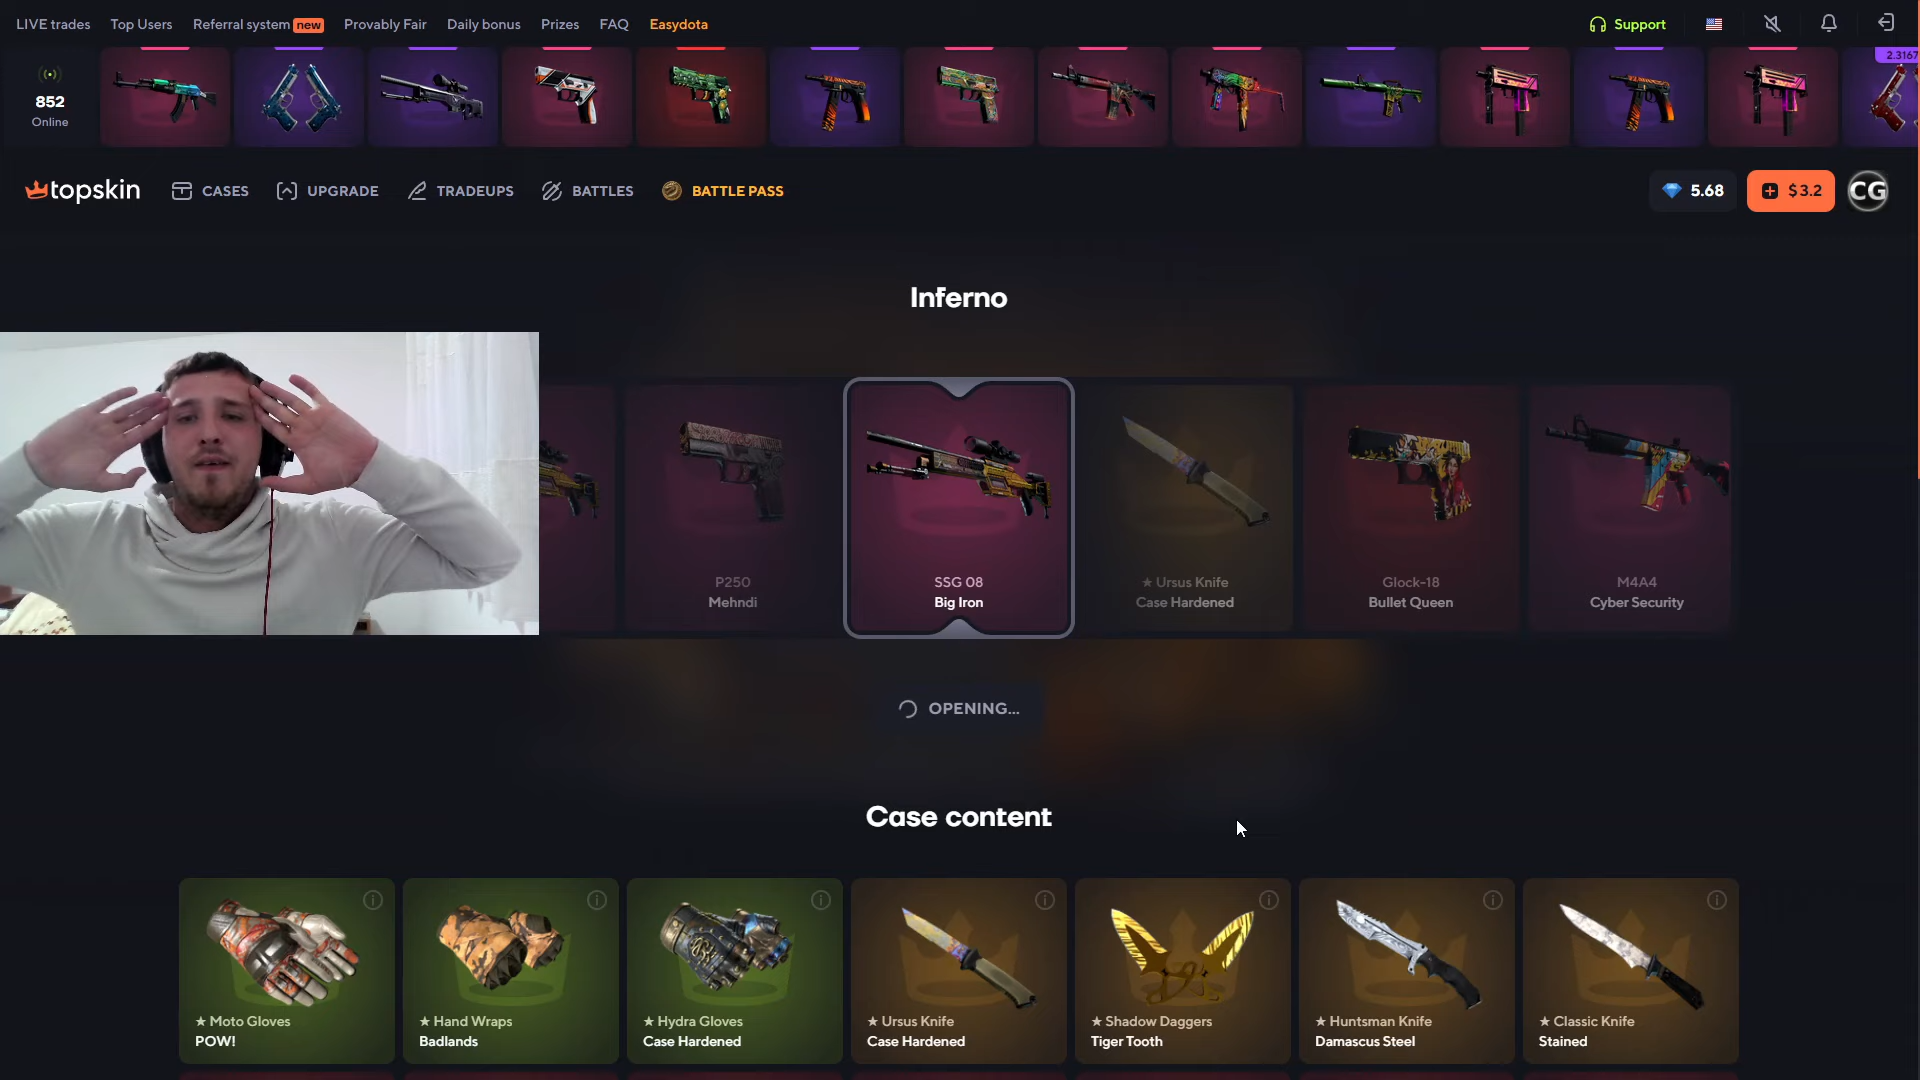 LIVE trades Top Users Referral system new Provably Fair Daily bonus Prizes FAQ Easydota Support
852
Online
2.3167
topskin CASES UPGRADE TRADEUPS BATTLES BATTLE PASS 5.68 $3.2 CG
Inferno
P250
Mehndi
SSG 08
Big Iron
★ Ursus Knife
Case Hardened
Glock-18
Bullet Queen
M4A4
Cyber Security
OPENING...
Case content
★ Moto Gloves
POW!
★ Hand Wraps
Badlands
★ Hydra Gloves
Case Hardened
★ Ursus Knife
Case Hardened
★ Shadow Daggers
Tiger Tooth
★ Huntsman Knife
Damascus Steel
★ Classic Knife
Stained